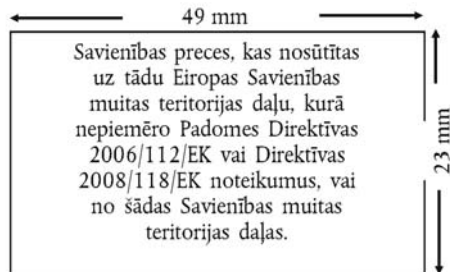 49 mm
Savienības preces, kas nosūtītas
uz tādu Eiropas Savienības
muitas teritorijas daļu, kurā
nepiemēro Padomes Direktīvas
2006/112/EK vai Direktīvas
2008/118/EK noteikumus, vai
no šādas Savienības muitas
teritorijas daļas.
23 mm